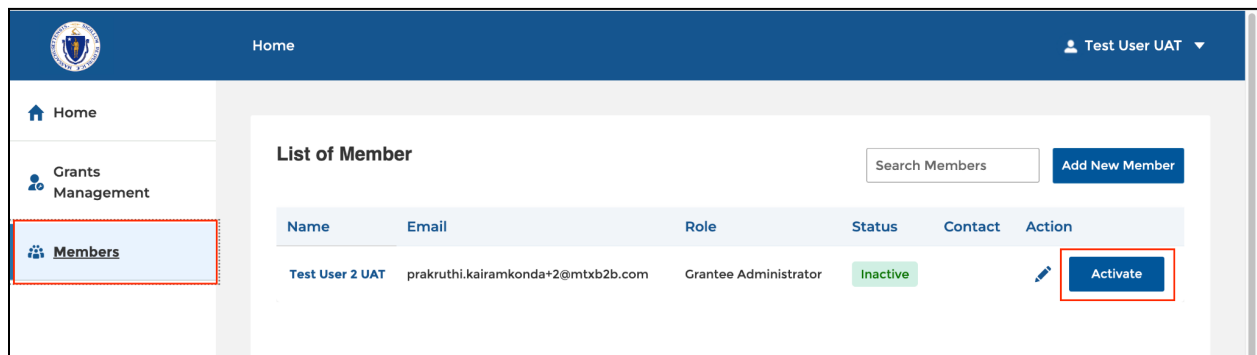 Home
Test User UAT
Home
Grants
Management
Members
List of Member
Search Members
Add New Member
Name Email Role Status Contact Action
Test User 2 UAT prakruthi.kairamkonda+2@mtxb2b.com Grantee Administrator Inactive Activate